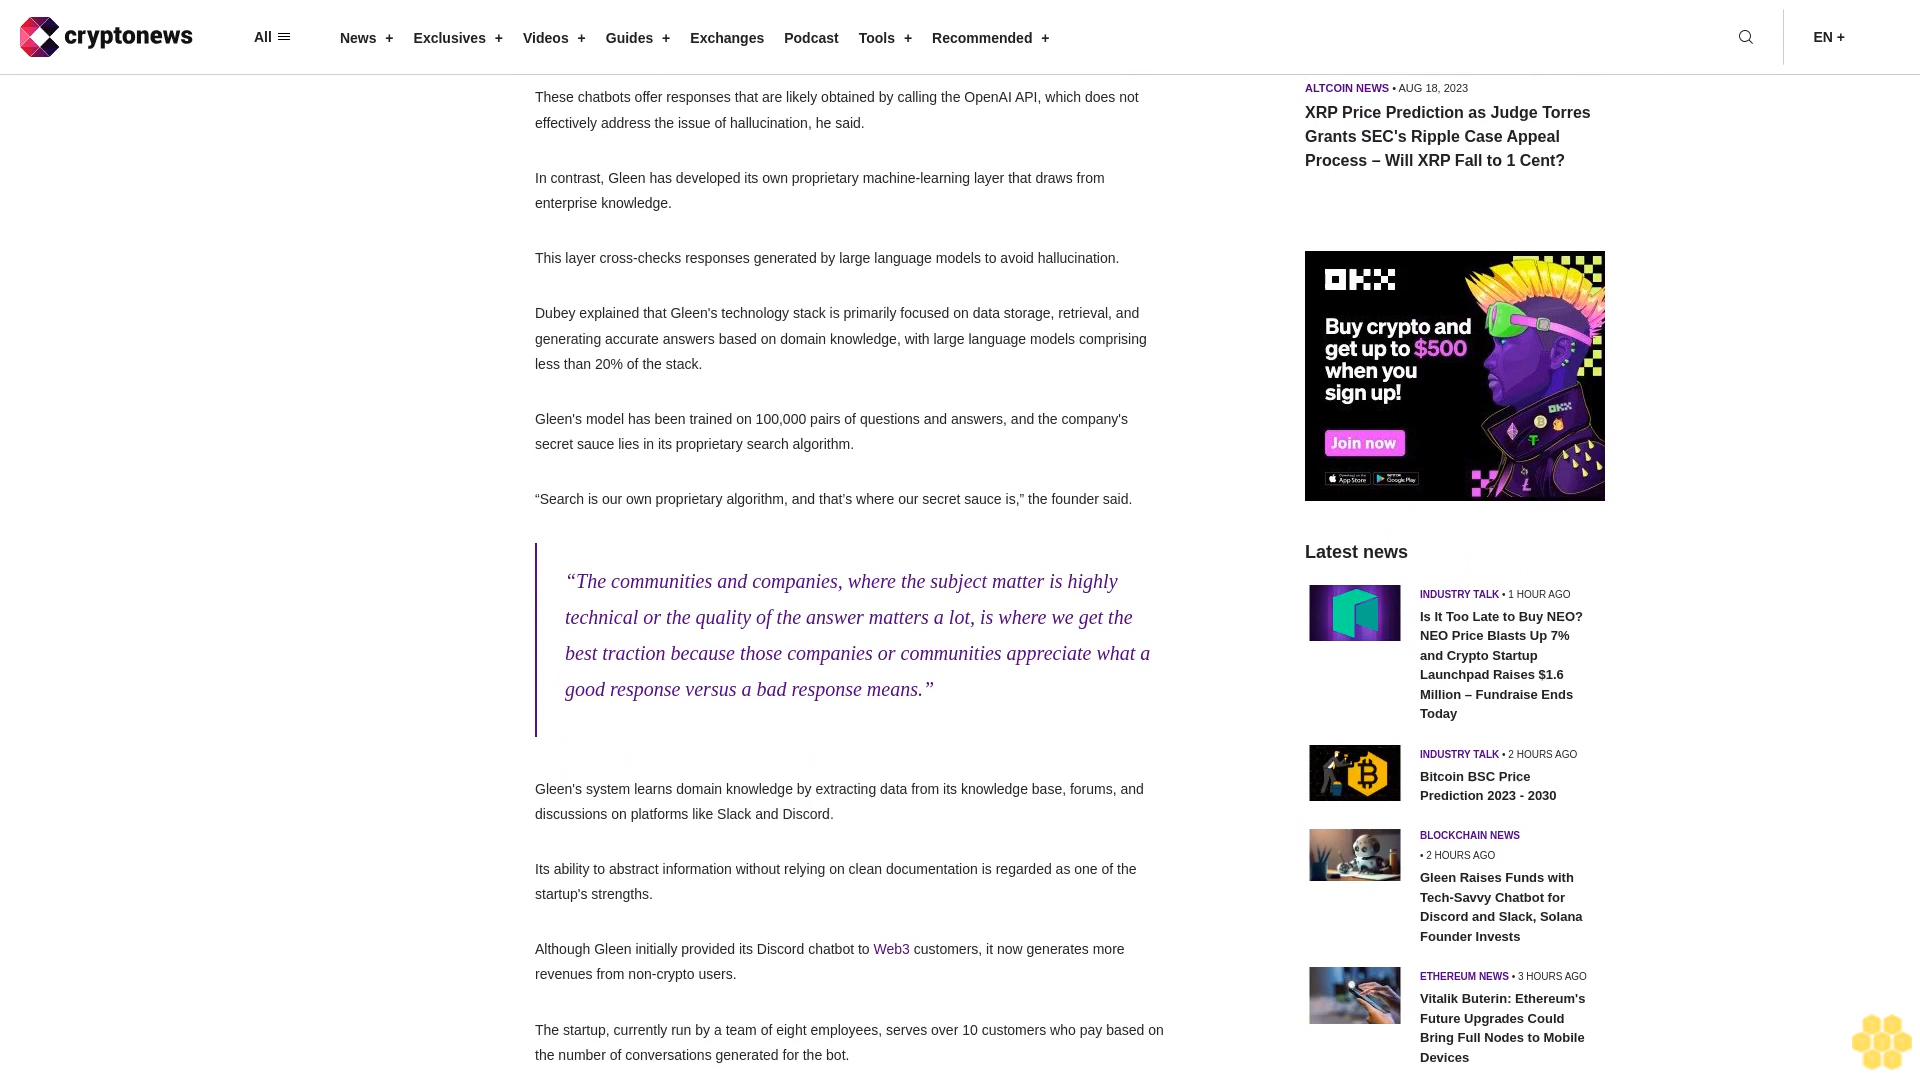 cryptonews
All
News +
Exclusives +
Videos +
Guides +
Exchanges
Podcast
Tools +
Recommended +
EN +
These chatbots offer responses that are likely obtained by calling the OpenAI API, which does not
effectively address the issue of hallucination, he said.
In contrast, Gleen has developed its own proprietary machine-learning layer that draws from
enterprise knowledge.
This layer cross-checks responses generated by large language models to avoid hallucination.
Dubey explained that Gleen's technology stack is primarily focused on data storage, retrieval, and
generating accurate answers based on domain knowledge, with large language models comprising
less than 20% of the stack.
Gleen's model has been trained on 100,000 pairs of questions and answers, and the company's
secret sauce lies in its proprietary search algorithm.
“Search is our own proprietary algorithm, and that’s where our secret sauce is,” the founder said.
“The communities and companies, where the subject matter is highly
technical or the quality of the answer matters a lot, is where we get the
best traction because those companies or communities appreciate what a
good response versus a bad response means.”
Gleen's system learns domain knowledge by extracting data from its knowledge base, forums, and
discussions on platforms like Slack and Discord.
Its ability to abstract information without relying on clean documentation is regarded as one of the
startup's strengths.
Although Gleen initially provided its Discord chatbot to Web3 customers, it now generates more
revenues from non-crypto users.
The startup, currently run by a team of eight employees, serves over 10 customers who pay based on
the number of conversations generated for the bot.
ALTCOIN NEWS • AUG 18, 2023
XRP Price Prediction as Judge Torres
Grants SEC's Ripple Case Appeal
Process – Will XRP Fall to 1 Cent?
OKX
Buy crypto and
get up to $500
when you
sign up!
Join now
App Store
Google Play
OKX
Latest news
INDUSTRY TALK • 1 HOUR AGO
Is It Too Late to Buy NEO?
NEO Price Blasts Up 7%
and Crypto Startup
Launchpad Raises $1.6
Million – Fundraise Ends
Today
INDUSTRY TALK • 2 HOURS AGO
Bitcoin BSC Price
Prediction 2023 - 2030
BLOCKCHAIN NEWS
• 2 HOURS AGO
Gleen Raises Funds with
Tech-Savvy Chatbot for
Discord and Slack, Solana
Founder Invests
ETHEREUM NEWS • 3 HOURS AGO
Vitalik Buterin: Ethereum's
Future Upgrades Could
Bring Full Nodes to Mobile
Devices